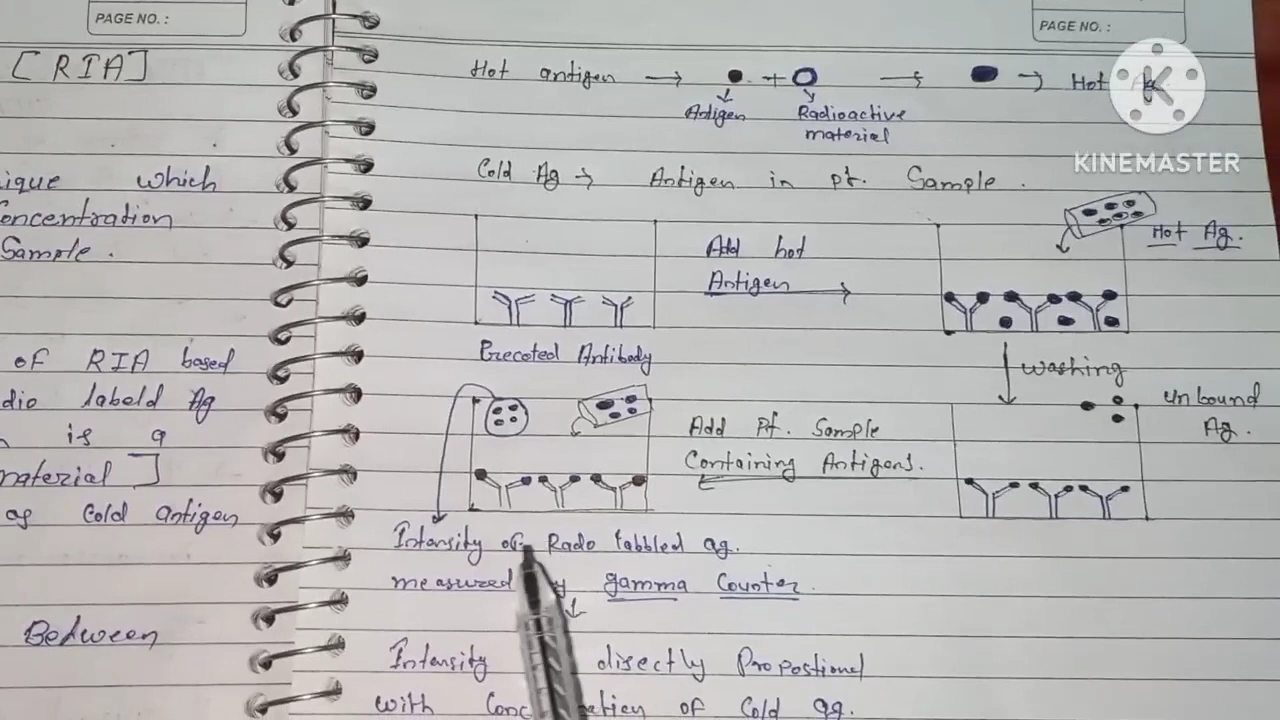 PAGE NO. :
[RIA]
ique which
Concentration
Sample.
of RIA based
dio labeld Ag
is a
material]
as Cold antigen
Between
PAGE NO. :
Hot antigen → + → → Hot Ag
Antigen
Radioactive
material
Cold Ag → Antigen in pt. Sample.
Add hot
Antigen
Hot Ag.
Precoted Antibody
washing
unbound
Ag.
Add Pt. Sample
Containing Antigens.
Intensity of Rado labbled ag.
measured gamma Counter.
Intensity disectly Propostional
with of Cold ag.
KINEMASTER